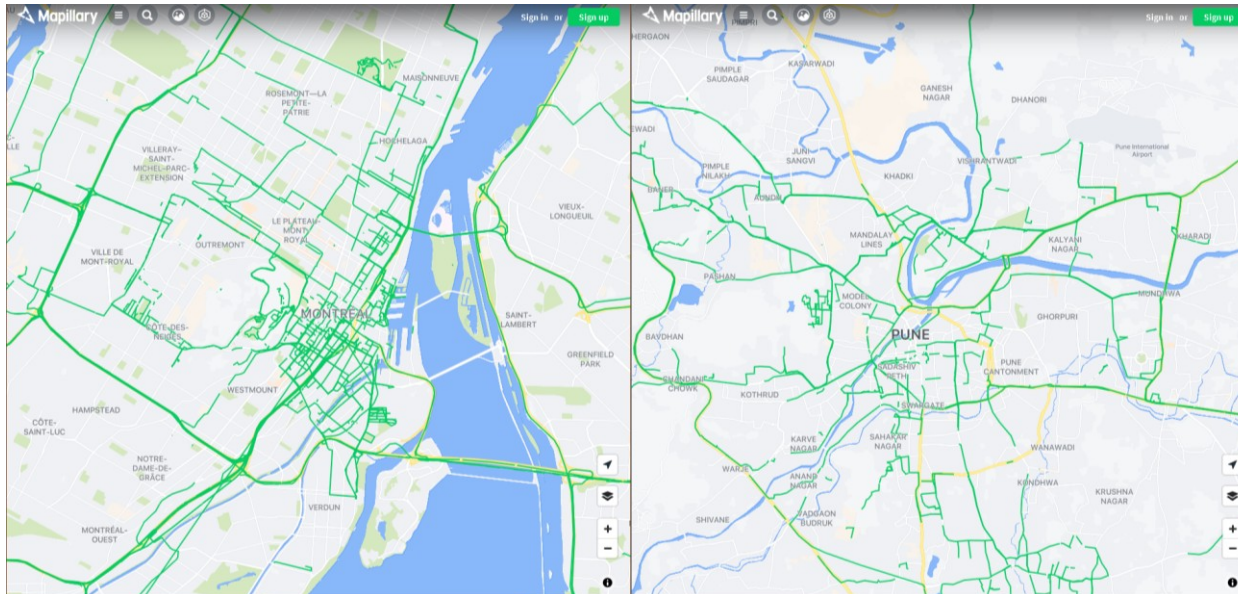 Mapillary
Sign in or Sign up
MAISONNEUVE
ROSEMONT—LA
PETITE-
PATRIE
HOCHELAGA
VILLERAY—
SAINT-
MICHEL-PARC-
EXTENSION
VIEUX-
LONGUEUIL
LE PLATEAU-
MONT-
ROYAL
OUTREMONT
VILLE DE
MONT-ROYAL
MONTRÉAL
SAINT-
LAMBERT
CÔTE-DES-
NEIGES
GREENFIELD
PARK
WESTMOUNT
HAMPSTEAD
CÔTE-
SAINT-LUC
NOTRE-
DAME-DE-
GRÂCE
VERDUN
MONTRÉAL-
OUEST
Mapillary
Sign in or Sign up
PIMPRI
KASARWADI
PIMPLE
SAUDAGAR
GANESH
NAGAR
DHANORI
Pune International
Airport
JUNI
SANGVI
VISHRANTWADI
PIMPLE
NILAKH
KHADKI
BANER
AUNDH
MANDALAY
LINES
KALYANI
NAGAR
KHARADI
PASHAN
MODEL
COLONY
MUNDHWA
GHORPURI
BAVDHAN
PUNE
PUNE
CANTONMENT
SADASHIV
PETH
CHANDANI
CHOWK
KOTHRUD
SWARGATE
KARVE
NAGAR
SAHAKAR
NAGAR
WANAWADI
WARJE
ANAND
NAGAR
KONDHWA
KRUSHNA
NAGAR
SHIVANE
VADGAON
BUDRUK